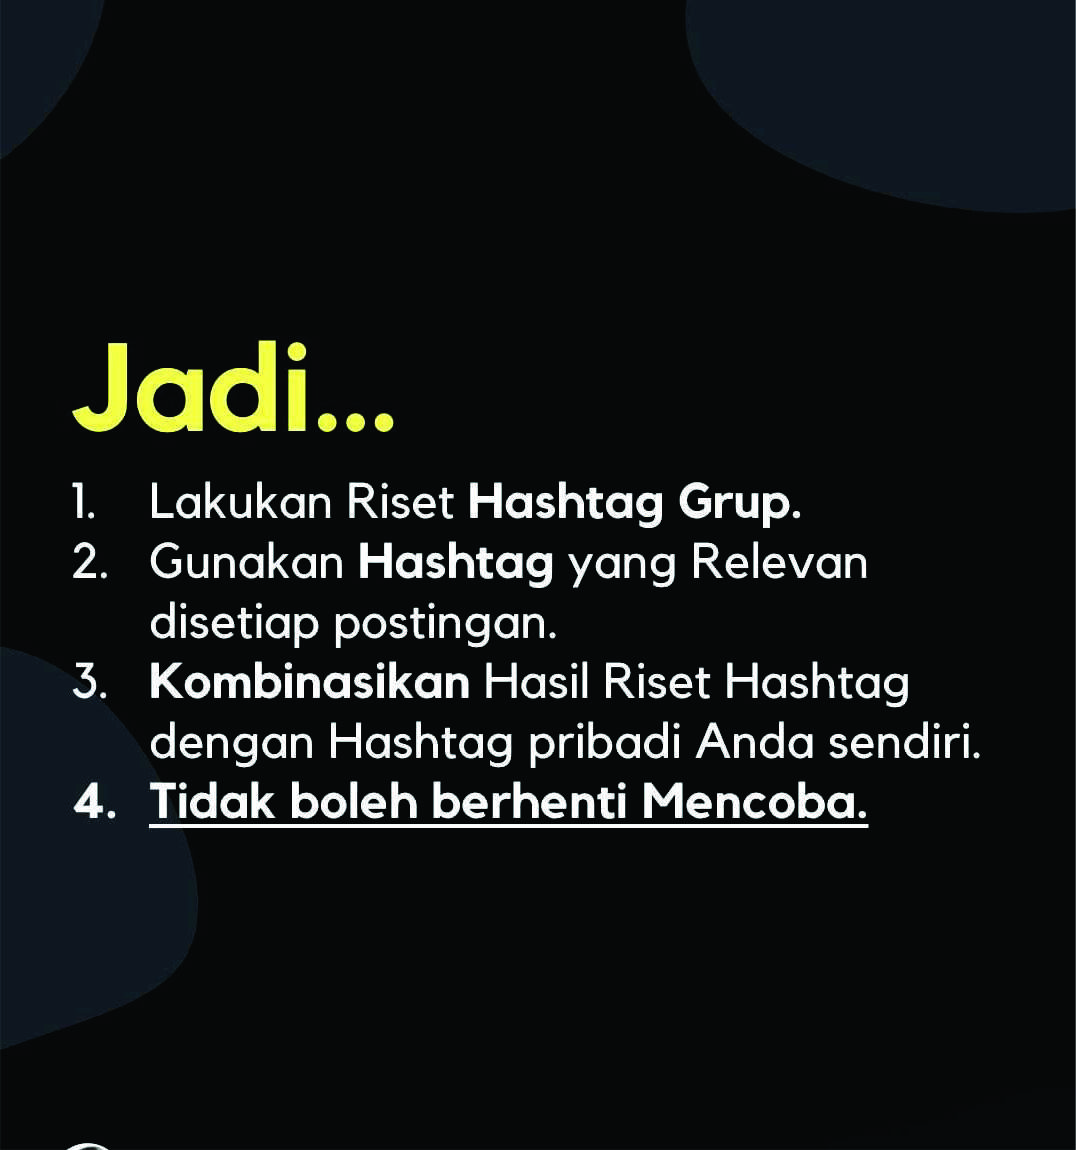 Jadi...
1. Lakukan Riset Hashtag Grup.
2. Gunakan Hashtag yang Relevan
disetiap postingan.
3. Kombinasikan Hasil Riset Hashtag
dengan Hashtag pribadi Anda sendiri.
4. Tidak boleh berhenti Mencoba.